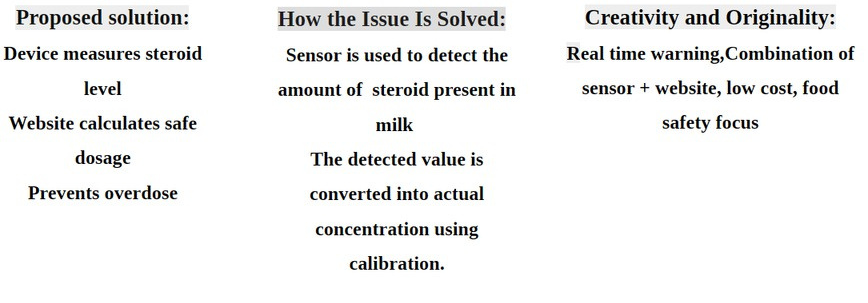 Proposed solution:
Device measures steroid
level
Website calculates safe
dosage
Prevents overdose
How the Issue Is Solved:
Sensor is used to detect the
amount of  steroid present in
milk
The detected value is
converted into actual
concentration using
calibration.
Creativity and Originality:
Real time warning,Combination of
sensor + website, low cost, food
safety focus